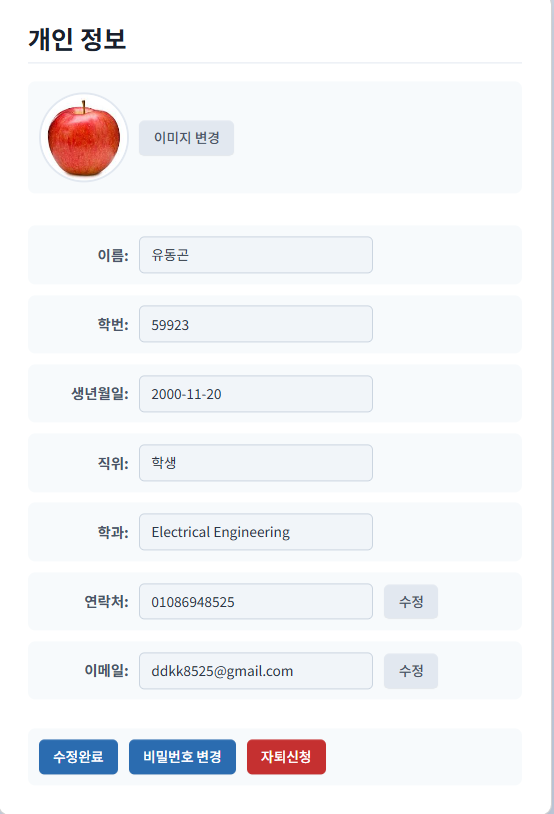 개인 정보
이미지 변경
이름: 유동곤
학번: 59923
생년월일: 2000-11-20
직위: 학생
학과: Electrical Engineering
연락처: 01086948525 수정
이메일: ddkk8525@gmail.com 수정
수정완료 비밀번호 변경 자퇴신청